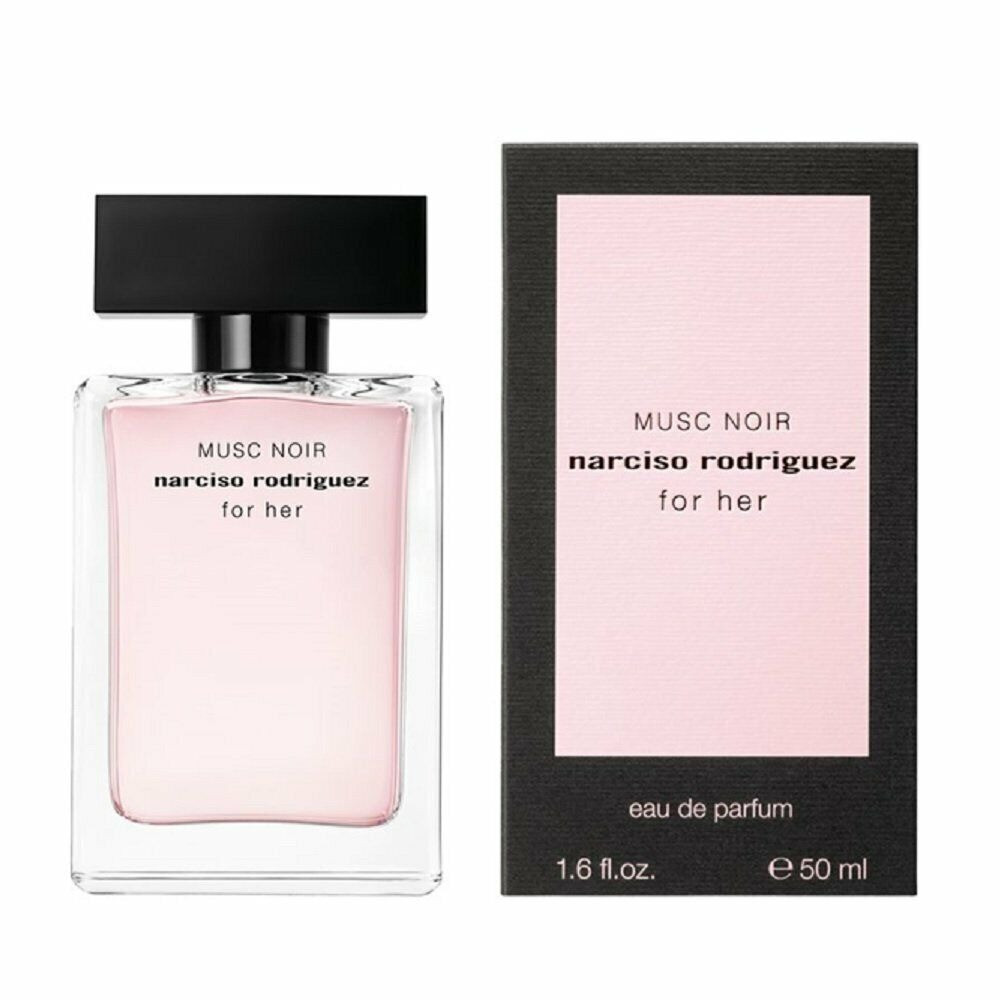 MUSC NOIR
narciso rodriguez
for her
MUSC NOIR
narciso rodriguez
for her
eau de parfum
1.6 fl.oz. ℮ 50 ml